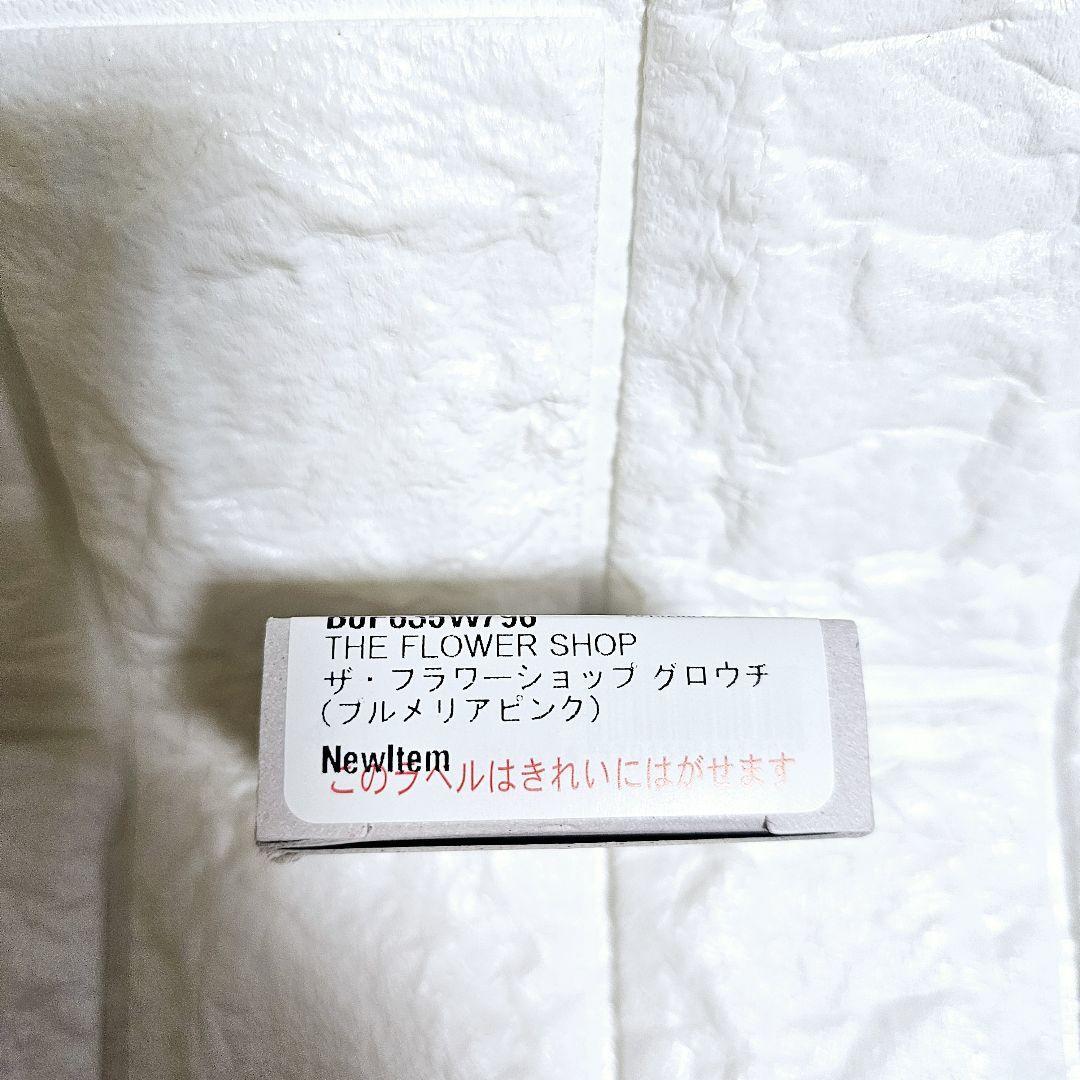 THE FLOWER SHOP
ザ・フラワーショップ グロウチ
(プルメリアピンク)
NewItem
このラベルはきれいにはがせます